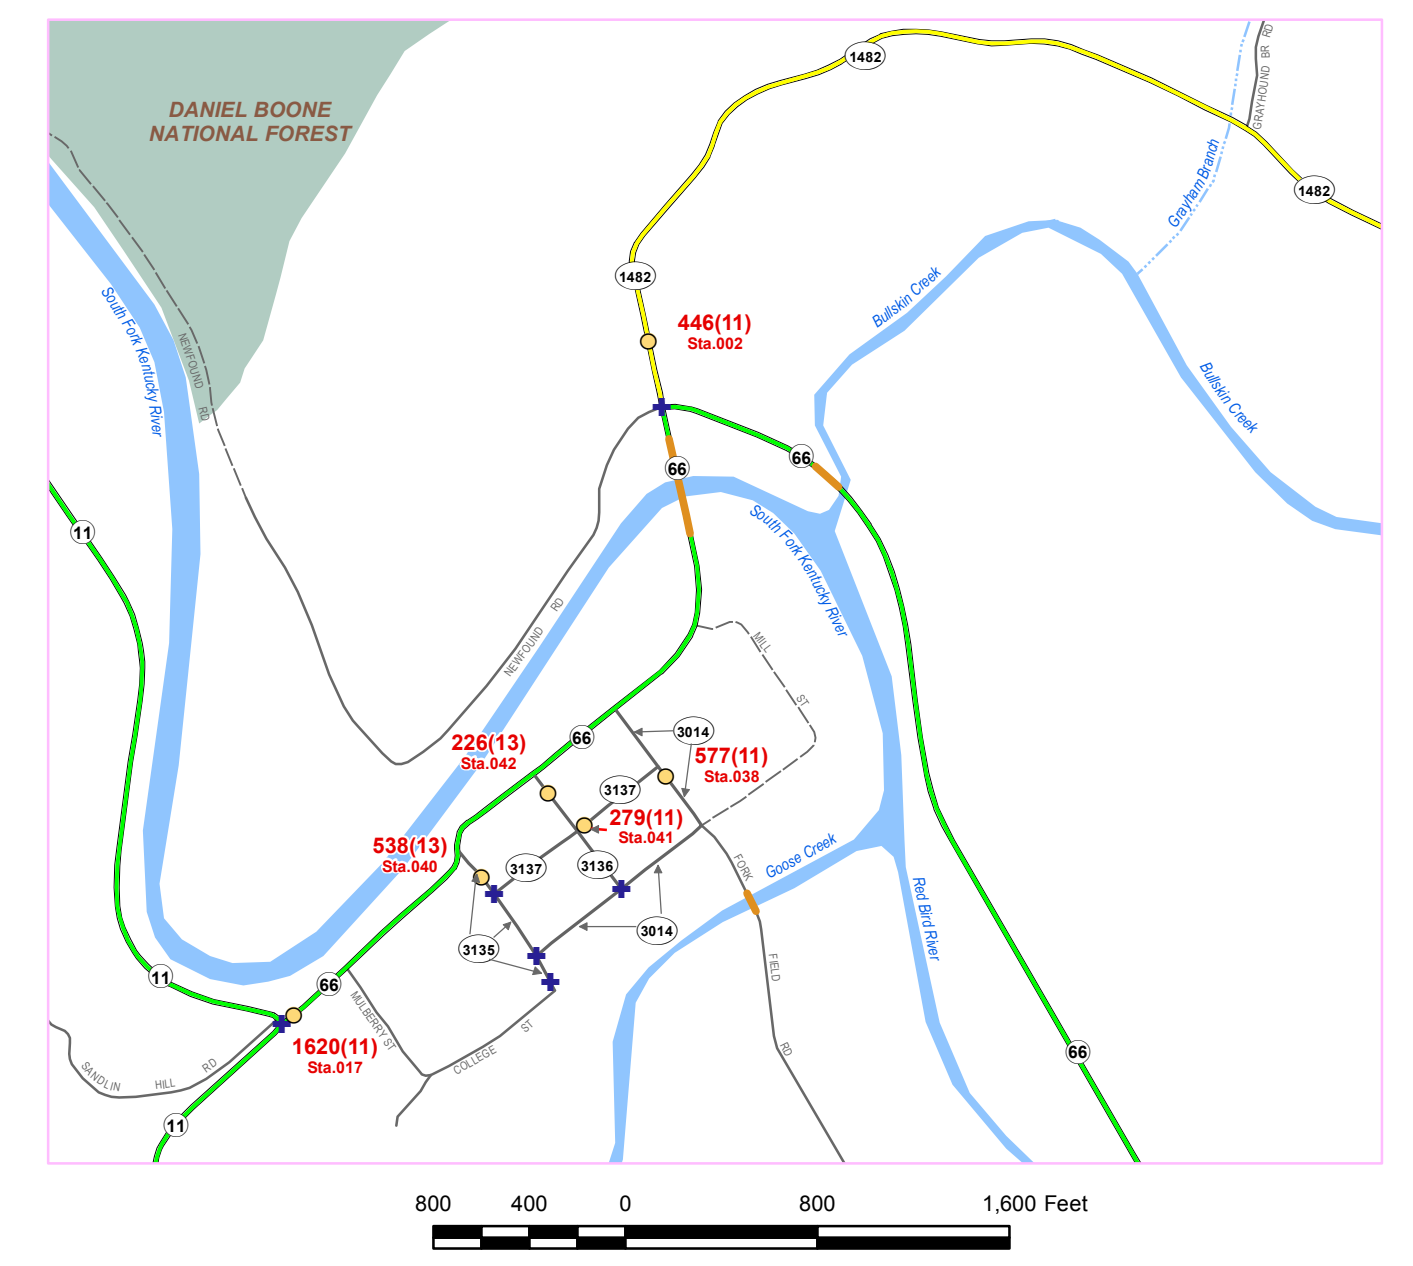 1482
GRAYHOUND BR RD
DANIEL BOONE
NATIONAL FOREST
Grayham Branch
1482
1482
Bullskin Creek
South Fork Kentucky River
446(11)
Sta.002
NEWFOUND RD
Bullskin Creek
66
66
11
South Fork Kentucky River
NEWFOUND RD
MILL ST
3014
66
226(13)
Sta.042
577(11)
Sta.038
3137
279(11)
Sta.041
538(13)
Sta.040
3137
3136
FORK FIELD RD
Goose Creek
Red Bird River
3014
3135
11
66
MULBERRY ST
1620(11)
Sta.017
COLLEGE ST
SANDLIN HILL RD
66
11
800 400 0 800 1,600 Feet